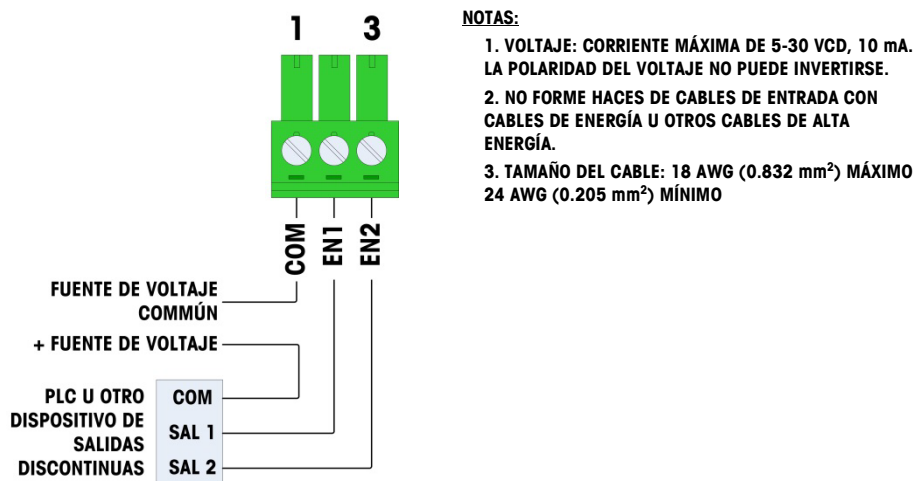 1 3
COM
EN1
EN2
FUENTE DE VOLTAJE
COMMÚN
+ FUENTE DE VOLTAJE
PLC U OTRO
DISPOSITIVO DE
SALIDAS
DISCONTINUAS
COM
SAL 1
SAL 2
NOTAS:
1. VOLTAJE: CORRIENTE MÁXIMA DE 5-30 VCD, 10 mA.
LA POLARIDAD DEL VOLTAJE NO PUEDE INVERTIRSE.
2. NO FORME HACES DE CABLES DE ENTRADA CON
CABLES DE ENERGÍA U OTROS CABLES DE ALTA
ENERGÍA.
3. TAMAÑO DEL CABLE: 18 AWG (0.832 mm²) MÁXIMO
24 AWG (0.205 mm²) MÍNIMO